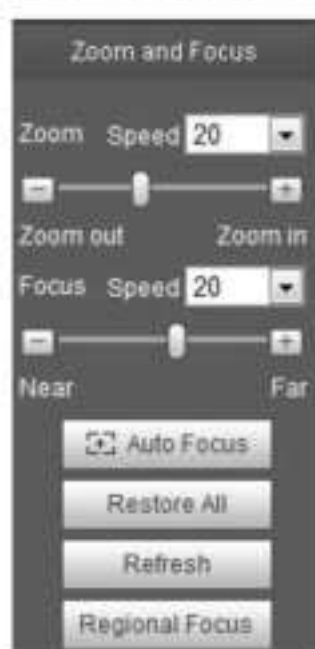 Zoom and Focus
Zoom Speed 20
Zoom out Zoom in
Focus Speed 20
Near Far
Auto Focus
Restore All
Refresh
Regional Focus